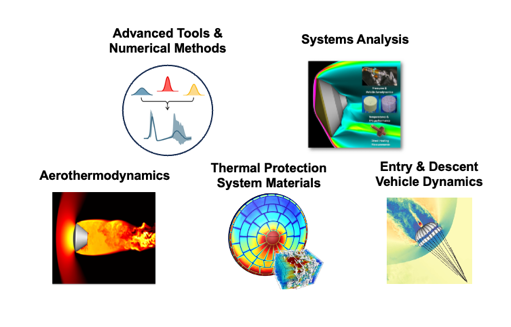 Advanced Tools &
Numerical Methods
Systems Analysis
Aerothermodynamics
Thermal Protection
System Materials
Entry & Descent
Vehicle Dynamics